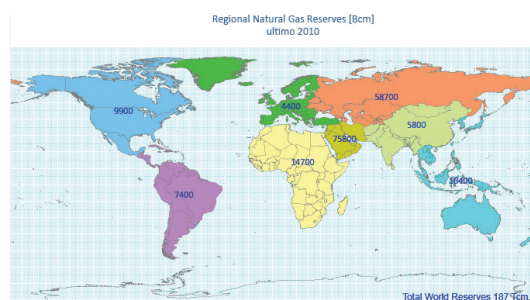 Regional Natural Gas Reserves [Bcm]
ultimo 2010
9900
4400
58700
5800
75800
14700
7400
10400
Total World Reserves 187 Tcm